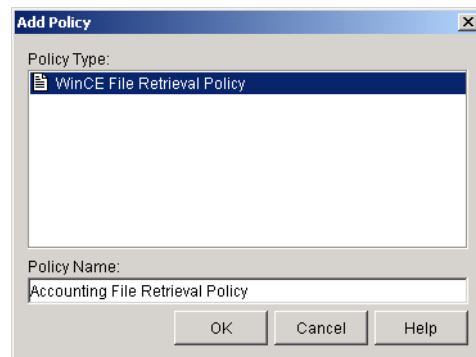 Add Policy
Policy Type:
WinCE File Retrieval Policy
Policy Name:
Accounting File Retrieval Policy
OK Cancel Help